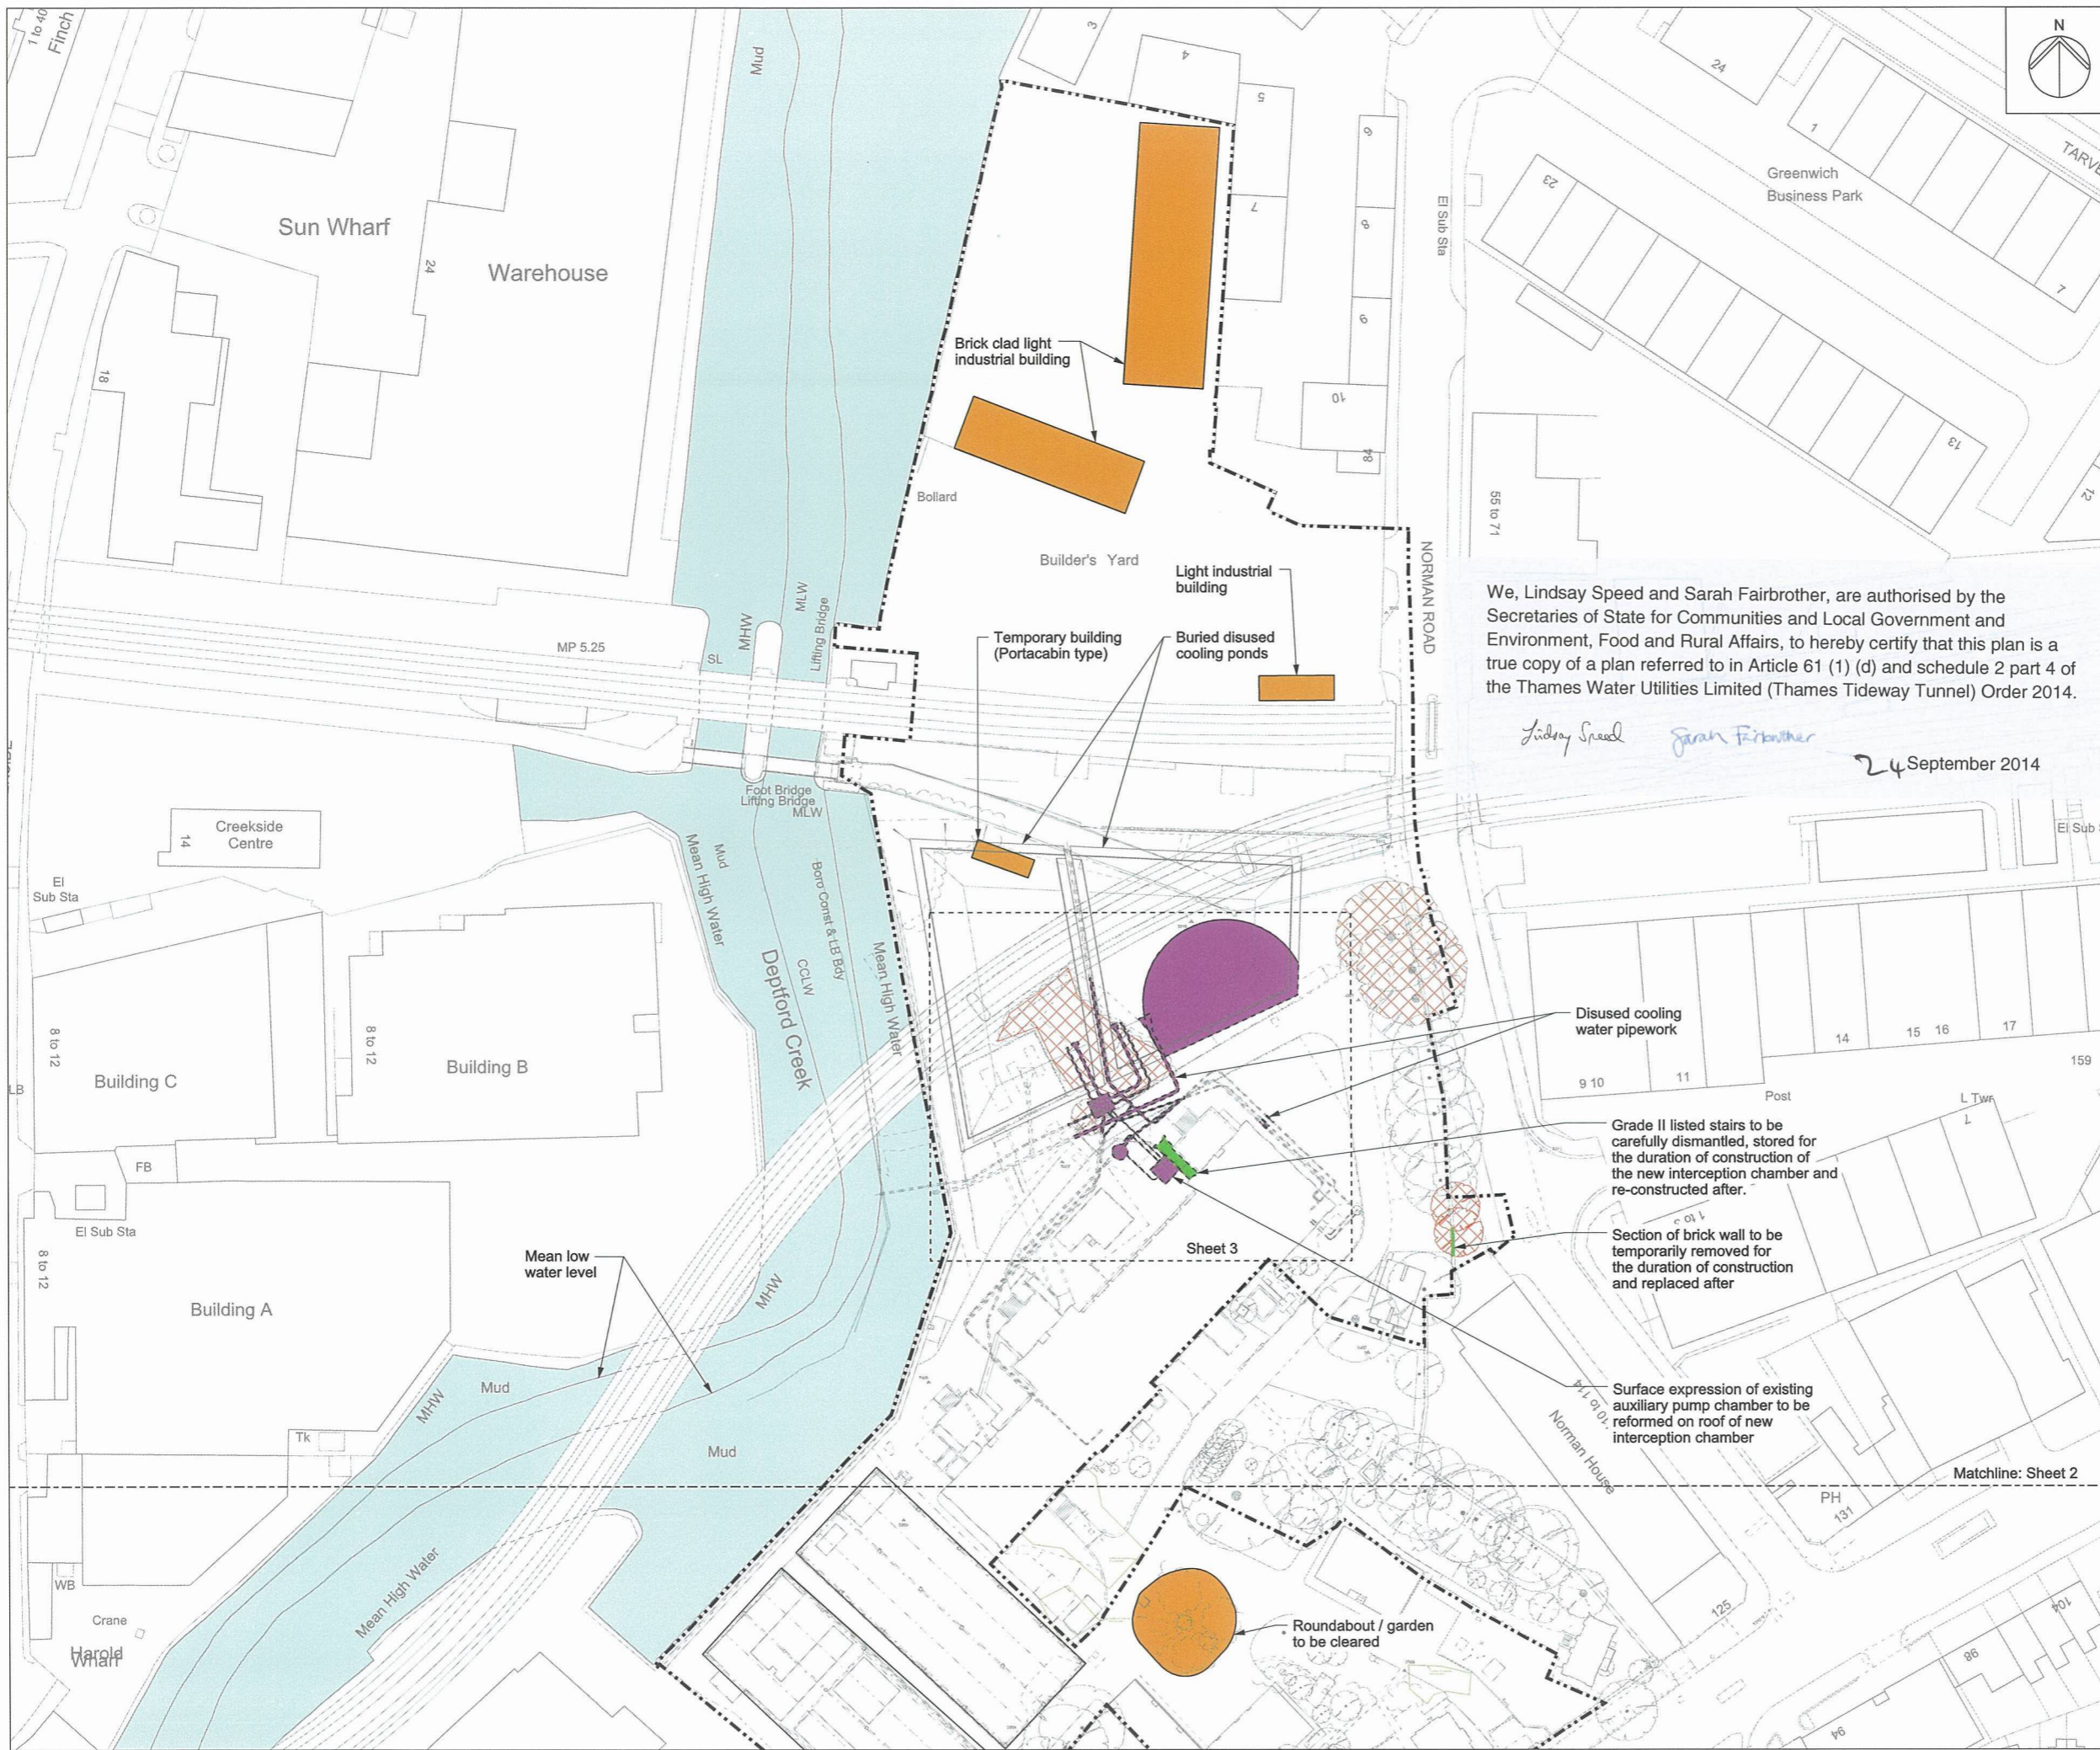 1 to 40
Finch
Mud
3
4
5
N
24
1
TARVE
Greenwich
Business Park
6
23
7
8
El Sub Sta
Sun Wharf
24
Warehouse
7
9
Brick clad light
industrial building
18
10
84
13
12
55 to 71
Bollard
Builder's Yard
NORMAN ROAD
Light industrial
building
We, Lindsay Speed and Sarah Fairbrother, are authorised by the
Secretaries of State for Communities and Local Government and
Environment, Food and Rural Affairs, to hereby certify that this plan is a
true copy of a plan referred to in Article 61 (1) (d) and schedule 2 part 4 of
the Thames Water Utilities Limited (Thames Tideway Tunnel) Order 2014.
Lindsay Speed Sarah Fairbrother
24 September 2014
MHW
MLW
Lifting Bridge
Temporary building
(Portacabin type)
Buried disused
cooling ponds
MP 5.25
SL
Foot Bridge
Lifting Bridge
MLW
Creekside
Centre
14
El Sub
El
Sub Sta
Mean High Water
Mud
Boro Const & LB Bdy
CCLW
Deptford Creek
Mean High Water
Disused cooling
water pipework
14
15 16
17
159
9 10
11
Post
L Twr
7
8 to 12
Building C
8 to 12
Building B
LB
Grade II listed stairs to be
carefully dismantled, stored for
the duration of construction of
the new interception chamber and
re-constructed after.
FB
El Sub Sta
8 to 12
Section of brick wall to be
temporarily removed for
the duration of construction
and replaced after
Mean low
water level
Sheet 3
MHW
Building A
Surface expression of existing
auxiliary pump chamber to be
reformed on roof of new
interception chamber
Norman House
MHW
Mud
Tk
Mud
Matchline: Sheet 2
PH
131
WB
Mean High Water
Crane
Harold
Wharf
Roundabout / garden
to be cleared
125
104
98
94